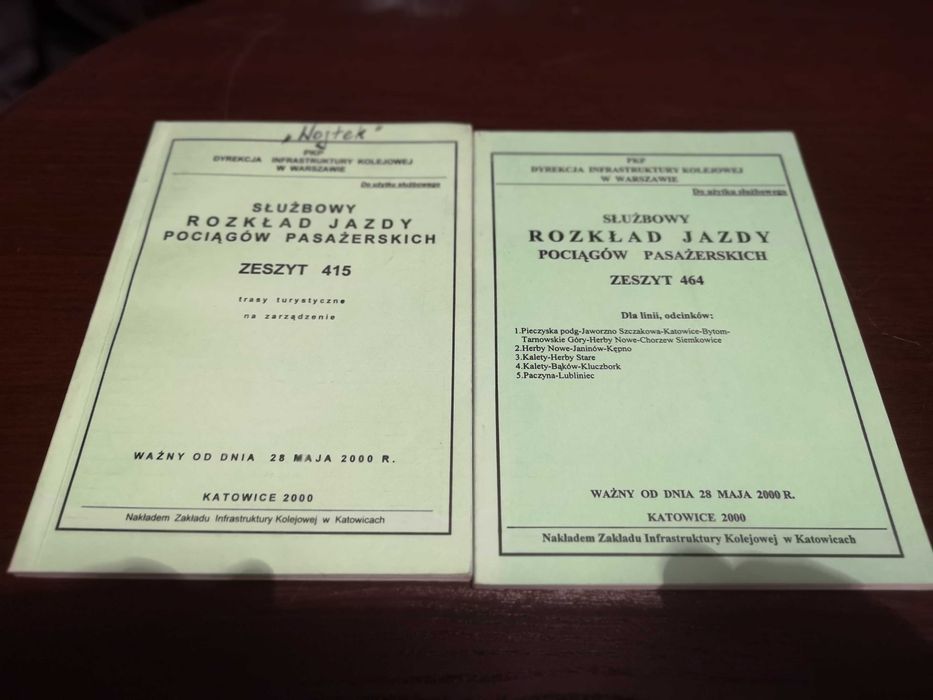 „Wojtek"
PKP
DYREKCJA INFRASTRUKTURY KOLEJOWEJ
W WARSZAWIE
Do użytku służbowego
SŁUŻBOWY
ROZKŁAD JAZDY
POCIĄGÓW PASAŻERSKICH
ZESZYT 415
trasy turystyczne
na zarządzenie
WAŻNY OD DNIA 28 MAJA 2000 R.
KATOWICE 2000
Nakładem Zakładu Infrastruktury Kolejowej w Katowicach
PKP
DYREKCJA INFRASTRUKTURY KOLEJOWEJ
W WARSZAWIE
Do użytku służbowego
SŁUŻBOWY
ROZKŁAD JAZDY
POCIĄGÓW PASAŻERSKICH
ZESZYT 464
Dla linii, odcinków:
1.Pieczyska podg-Jaworzno Szczakowa-Katowice-Bytom-
Tarnowskie Góry-Herby Nowe-Chorzew Siemkowice
2.Herby Nowe-Janinów-Kępno
3.Kalety-Herby Stare
4.Kalety-Bąków-Kluczbork
5.Paczyna-Lubliniec
WAŻNY OD DNIA 28 MAJA 2000 R.
KATOWICE 2000
Nakładem Zakładu Infrastruktury Kolejowej w Katowicach